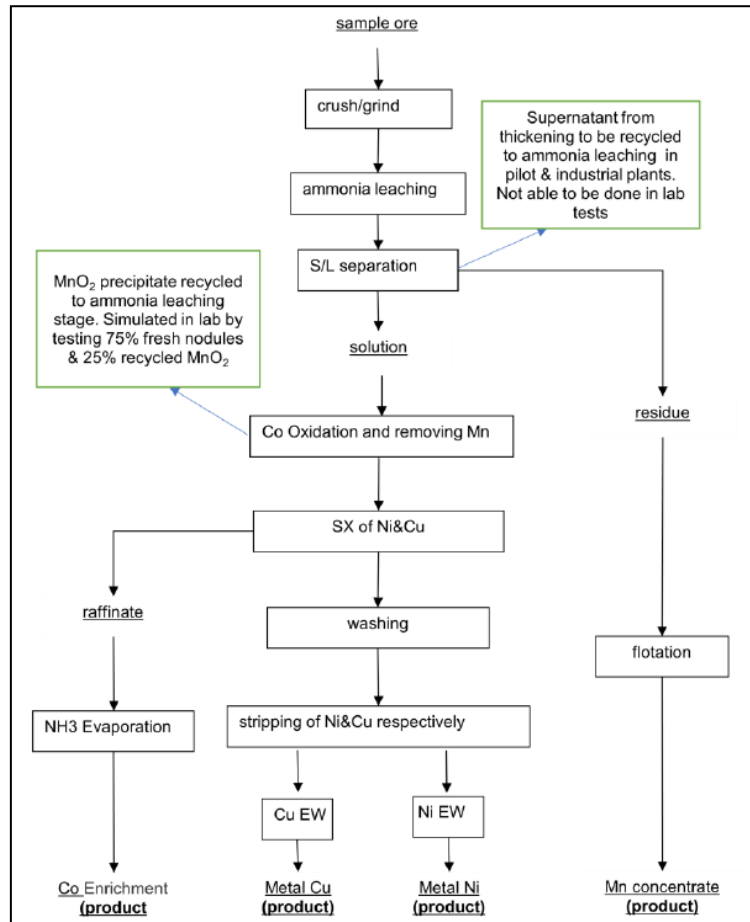 sample ore
crush/grind
Supernatant from
thickening to be recycled
to ammonia leaching in
pilot & industrial plants.
Not able to be done in lab
tests
ammonia leaching
S/L separation
MnO₂ precipitate recycled
to ammonia leaching
stage. Simulated in lab by
testing 75% fresh nodules
& 25% recycled MnO₂
solution
residue
Co Oxidation and removing Mn
SX of Ni&Cu
raffinate
washing
flotation
NH3 Evaporation
stripping of Ni&Cu respectively
Cu EW
Ni EW
Co Enrichment
(product
Metal Cu
(product)
Metal Ni
(product)
Mn concentrate
(product)